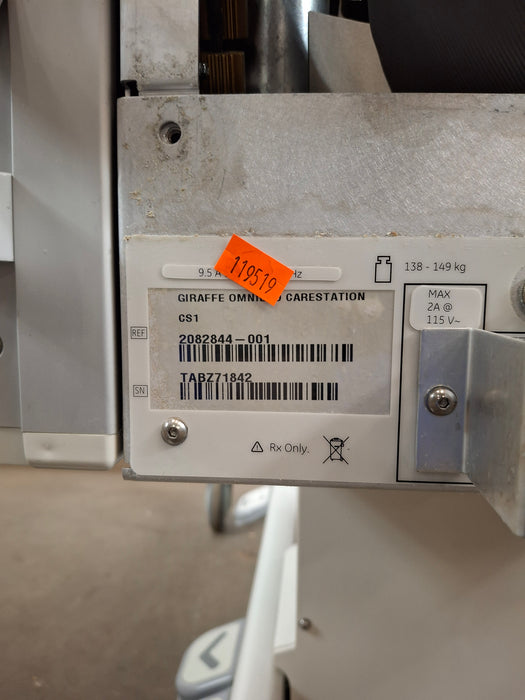 9.5 A
Hz
119519
138 - 149 kg
GIRAFFE CARESTATION
CS1
MAX
2A @
115 V~
REF
2082844-001
SN
TABZ71842
Rx Only.